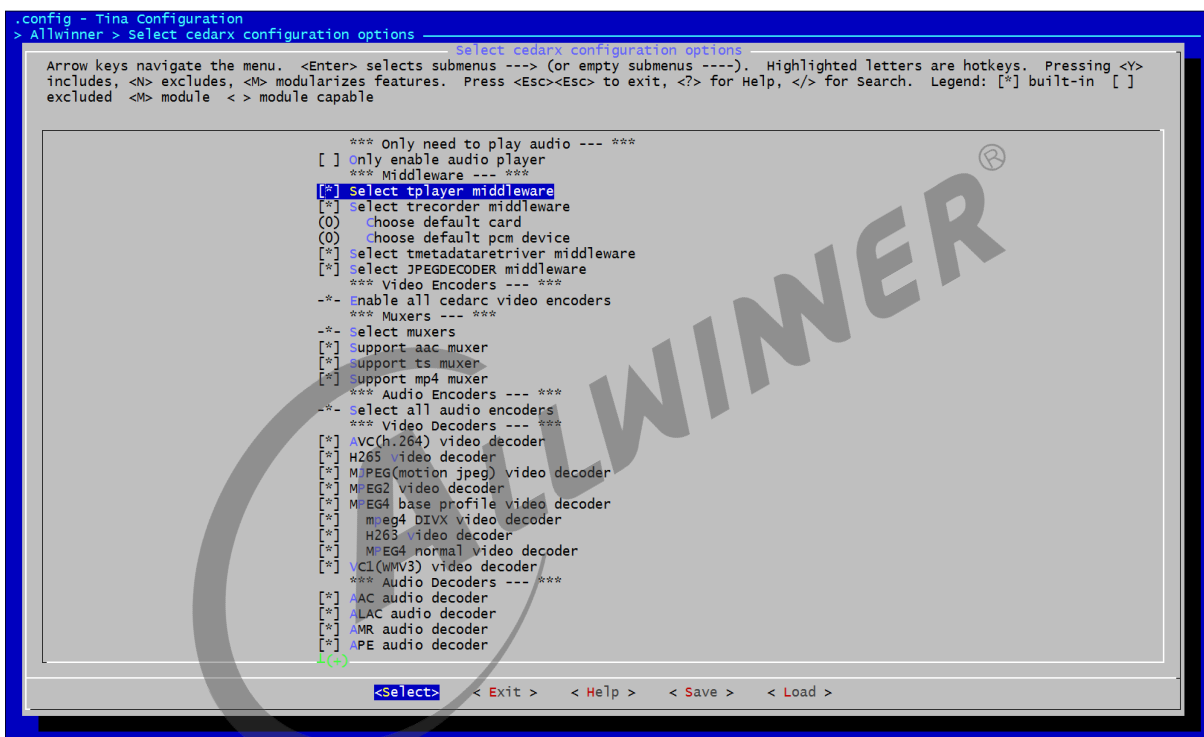 .config - Tina Configuration
> Allwinner > Select cedarx configuration options
Select cedarx configuration options
Arrow keys navigate the menu. <Enter> selects submenus ---> (or empty submenus ----). Highlighted letters are hotkeys. Pressing <Y>
includes, <N> excludes, <M> modularizes features. Press <Esc><Esc> to exit, <?> for Help, </> for Search. Legend: [*] built-in [ ]
excluded <M> module < > module capable
*** Only need to play audio --- ***
[ ] Only enable audio player
*** Middleware --- ***
[*] Select tplayer middleware
[*] Select trecorder middleware
(0) Choose default card
(0) Choose default pcm device
[*] Select tmetadataretriver middleware
[*] Select JPEGDECODER middleware
*** Video Encoders --- ***
-*- Enable all cedarc video encoders
*** Muxers --- ***
-*- Select muxers
[*] Support aac muxer
[*] Support ts muxer
[*] Support mp4 muxer
*** Audio Encoders --- ***
-*- Select all audio encoders
*** Video Decoders --- ***
[*] AVC(h.264) video decoder
[*] H265 video decoder
[*] MJPEG(motion jpeg) video decoder
[*] MPEG2 video decoder
[*] MPEG4 base profile video decoder
[*] mpeg4 DIVX video decoder
[*] H263 video decoder
[*] MPEG4 normal video decoder
[*] VC1(WMV3) video decoder
*** Audio Decoders --- ***
[*] AAC audio decoder
[*] ALAC audio decoder
[*] AMR audio decoder
[*] APE audio decoder
┴(+)
<Select> < Exit > < Help > < Save > < Load >
ALLWINNER®